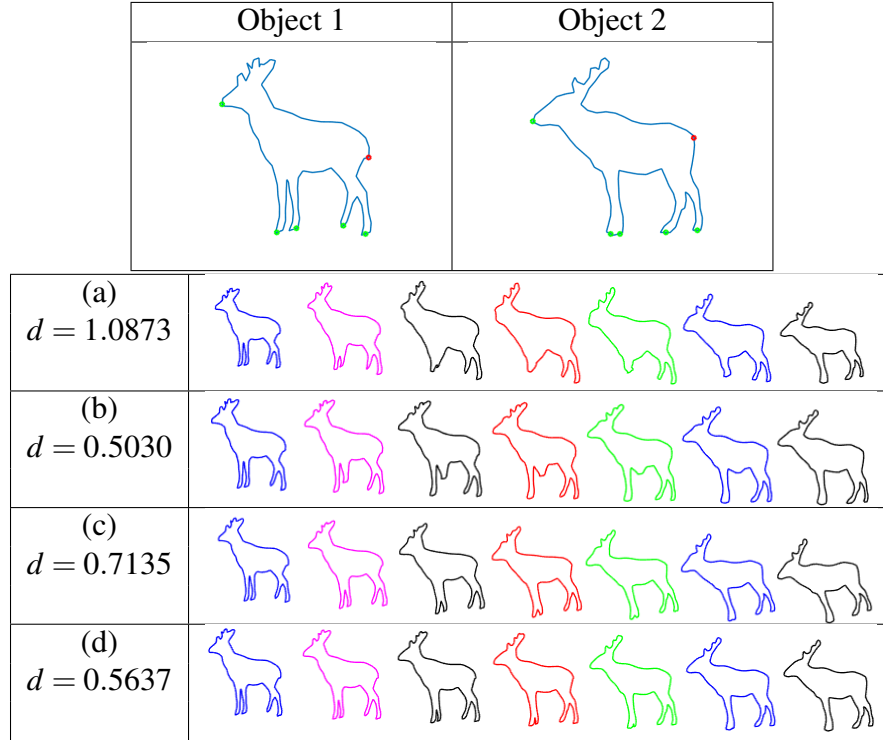 Object 1
Object 2
(a)
d = 1.0873
(b)
d = 0.5030
(c)
d = 0.7135
(d)
d = 0.5637